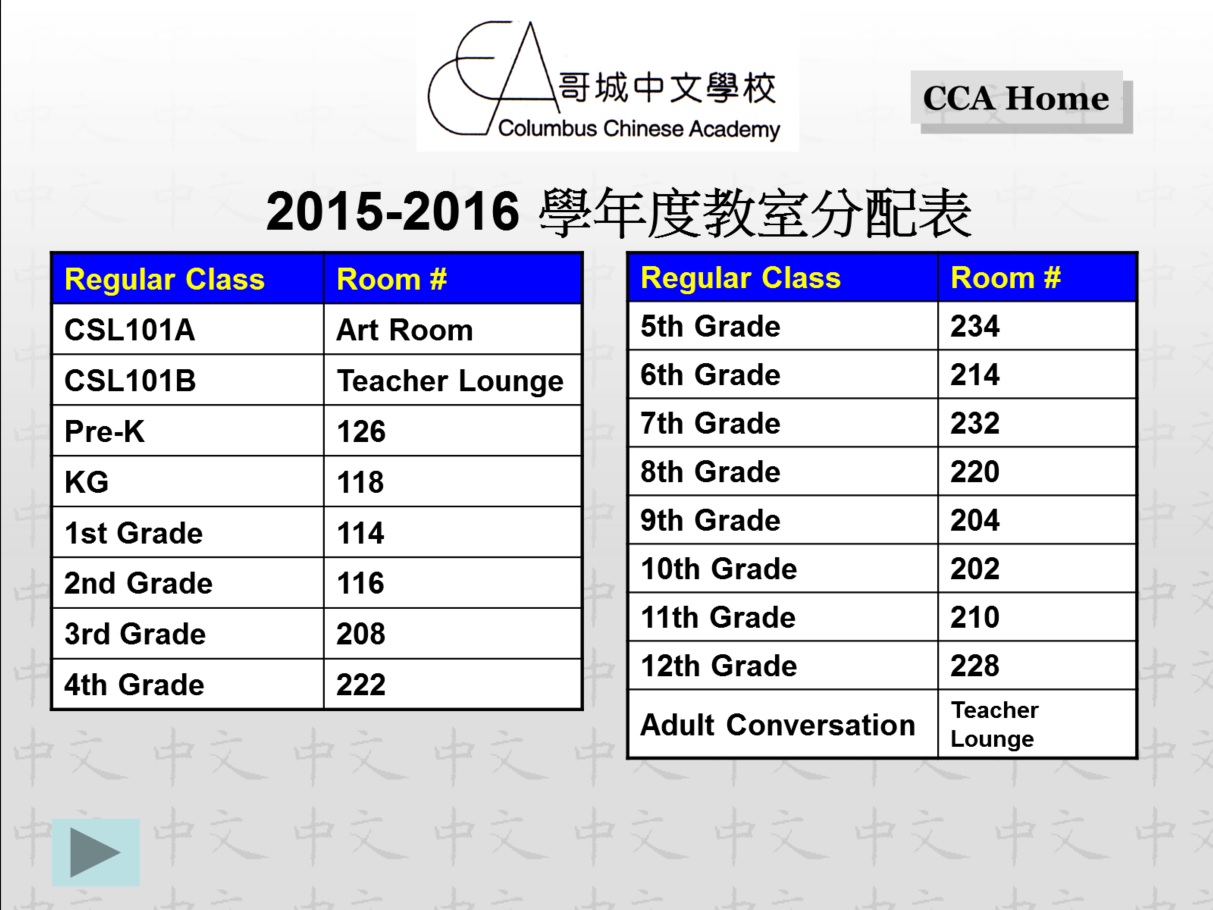 哥城中文學校
Columbus Chinese Academy
CCA Home
2015-2016 學年度教室分配表
Regular Class Room #
CSL101A Art Room
CSL101B Teacher Lounge
Pre-K 126
KG 118
1st Grade 114
2nd Grade 116
3rd Grade 208
4th Grade 222
Regular Class Room #
5th Grade 234
6th Grade 214
7th Grade 232
8th Grade 220
9th Grade 204
10th Grade 202
11th Grade 210
12th Grade 228
Adult Conversation Teacher
Lounge